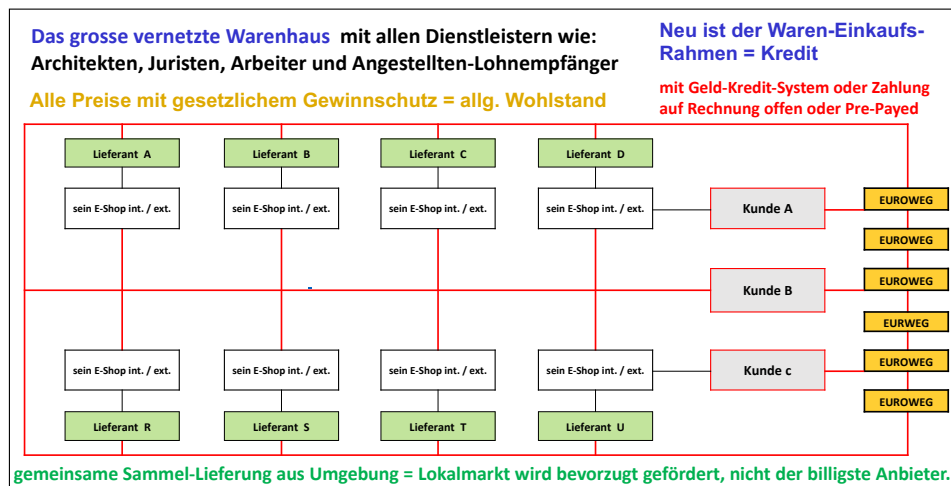 Das grosse vernetzte Warenhaus mit allen Dienstleistern wie:
Architekten, Juristen, Arbeiter und Angestellten-Lohnempfänger
Neu ist der Waren-Einkaufs-
Rahmen = Kredit
Alle Preise mit gesetzlichem Gewinnschutz = allg. Wohlstand
mit Geld-Kredit-System oder Zahlung
auf Rechnung offen oder Pre-Payed
Lieferant A
Lieferant B
Lieferant C
Lieferant D
sein E-Shop int. / ext.
sein E-Shop int. / ext.
sein E-Shop int. / ext.
sein E-Shop int. / ext.
Kunde A
EUROWEG
EUROWEG
Kunde B
EUROWEG
EURWEG
sein E-Shop int. / ext.
sein E-Shop int. / ext.
sein E-Shop int. / ext.
sein E-Shop int. / ext.
Kunde c
EUROWEG
EUROWEG
Lieferant R
Lieferant S
Lieferant T
Lieferant U
gemeinsame Sammel-Lieferung aus Umgebung = Lokalmarkt wird bevorzugt gefördert, nicht der billigste Anbieter.